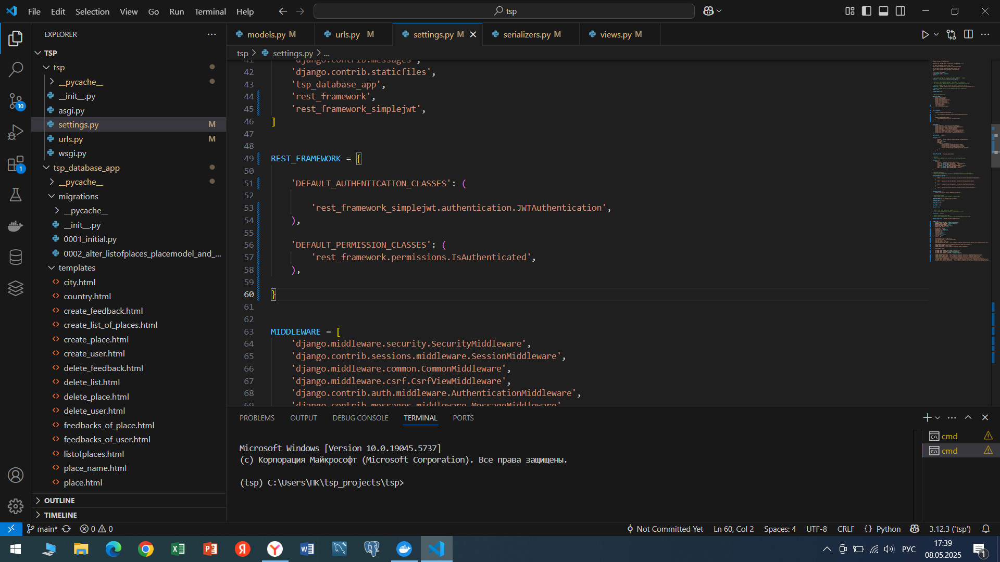 File Edit Selection View Go Run Terminal Help
tsp
EXPLORER
TSP
tsp
__pycache__
__init__.py
asgi.py
settings.py M
urls.py M
wsgi.py
tsp_database_app
__pycache__
migrations
__pycache__
__init__.py
0001_initial.py
0002_alter_listofplaces_placemodel_and_...
templates
city.html
country.html
create_feedback.html
create_list_of_places.html
create_place.html
create_user.html
delete_feedback.html
delete_list.html
delete_place.html
delete_user.html
feedbacks_of_place.html
feedbacks_of_user.html
listofplaces.html
place_name.html
place.html
OUTLINE
TIMELINE
10
1
models.py M urls.py M settings.py M serializers.py M views.py M
tsp > settings.py > ...
41 'django.contrib.messages',
42 'django.contrib.staticfiles',
43 'tsp_database_app',
44 'rest_framework',
45 'rest_framework_simplejwt',
46 ]
47
48
49 REST_FRAMEWORK = {
50
51 'DEFAULT_AUTHENTICATION_CLASSES': (
52
53 'rest_framework_simplejwt.authentication.JWTAuthentication',
54 ),
55
56 'DEFAULT_PERMISSION_CLASSES': (
57 'rest_framework.permissions.IsAuthenticated',
58 ),
59
60 }
61
62
63 MIDDLEWARE = [
64 'django.middleware.security.SecurityMiddleware',
65 'django.contrib.sessions.middleware.SessionMiddleware',
66 'django.middleware.common.CommonMiddleware',
67 'django.middleware.csrf.CsrfViewMiddleware',
68 'django.contrib.auth.middleware.AuthenticationMiddleware',
69 'django.contrib.messages.middleware.MessageMiddleware'
PROBLEMS OUTPUT DEBUG CONSOLE TERMINAL PORTS
Microsoft Windows [Version 10.0.19045.5737]
(c) Корпорация Майкрософт (Microsoft Corporation). Все права защищены.
(tsp) C:\Users\ПК\tsp_projects\tsp>
cmd
cmd
main* 0 0 Not Committed Yet Ln 60, Col 2 Spaces: 4 UTF-8 CRLF {} Python 3.12.3 ('tsp')
РУС
17:39
08.05.2025
1